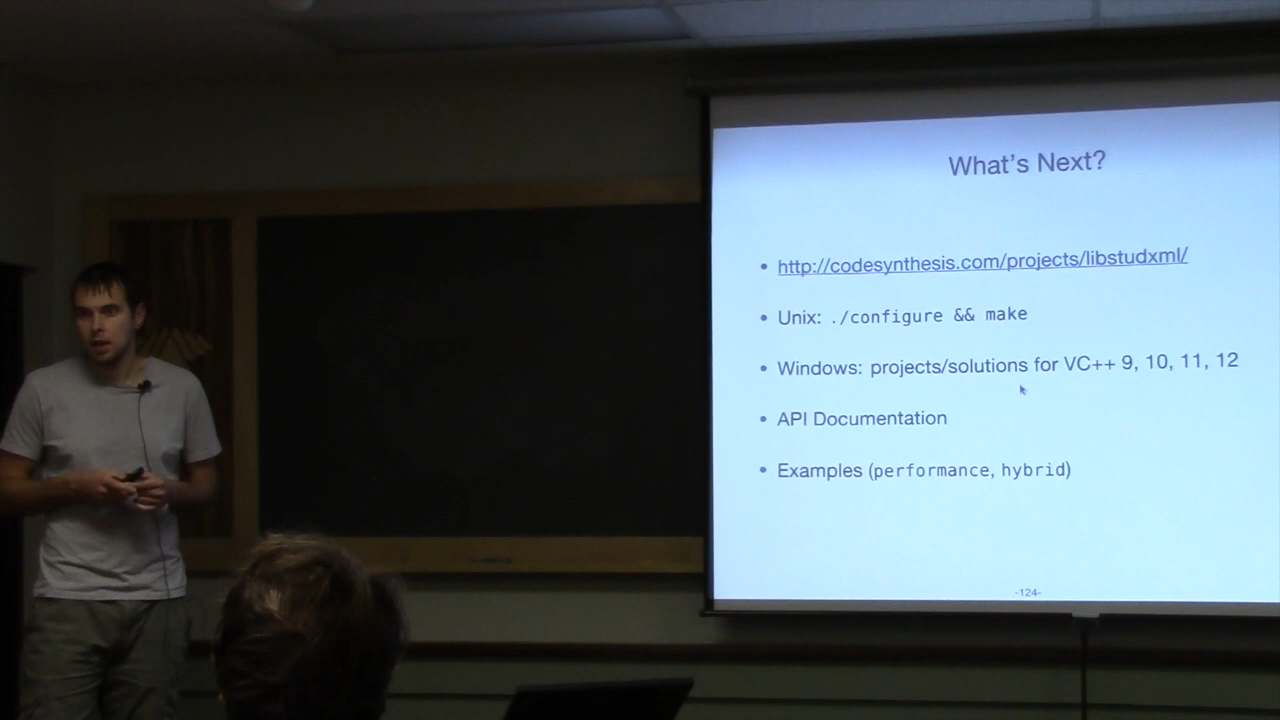 What's Next?
• http://codesynthesis.com/projects/libstudxml/
• Unix: ./configure && make
• Windows: projects/solutions for VC++ 9, 10, 11, 12
• API Documentation
• Examples (performance, hybrid)
-124-